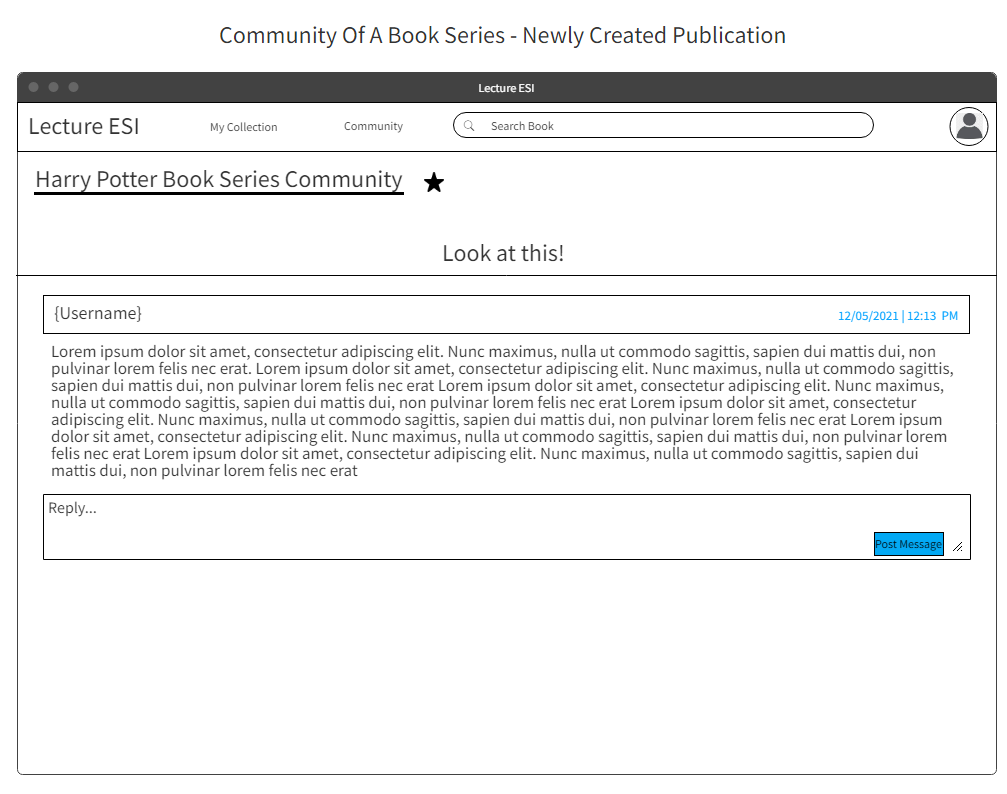 Community Of A Book Series - Newly Created Publication
Lecture ESI
Lecture ESI
My Collection
Community
Search Book
Harry Potter Book Series Community
Look at this!
{Username}
12/05/2021 | 12:13 PM
Lorem ipsum dolor sit amet, consectetur adipiscing elit. Nunc maximus, nulla ut commodo sagittis, sapien dui mattis dui, non
pulvinar lorem felis nec erat. Lorem ipsum dolor sit amet, consectetur adipiscing elit. Nunc maximus, nulla ut commodo sagittis,
sapien dui mattis dui, non pulvinar lorem felis nec erat Lorem ipsum dolor sit amet, consectetur adipiscing elit. Nunc maximus,
nulla ut commodo sagittis, sapien dui mattis dui, non pulvinar lorem felis nec erat Lorem ipsum dolor sit amet, consectetur
adipiscing elit. Nunc maximus, nulla ut commodo sagittis, sapien dui mattis dui, non pulvinar lorem felis nec erat Lorem ipsum
dolor sit amet, consectetur adipiscing elit. Nunc maximus, nulla ut commodo sagittis, sapien dui mattis dui, non pulvinar lorem
felis nec erat Lorem ipsum dolor sit amet, consectetur adipiscing elit. Nunc maximus, nulla ut commodo sagittis, sapien dui
mattis dui, non pulvinar lorem felis nec erat
Reply...
Post Message